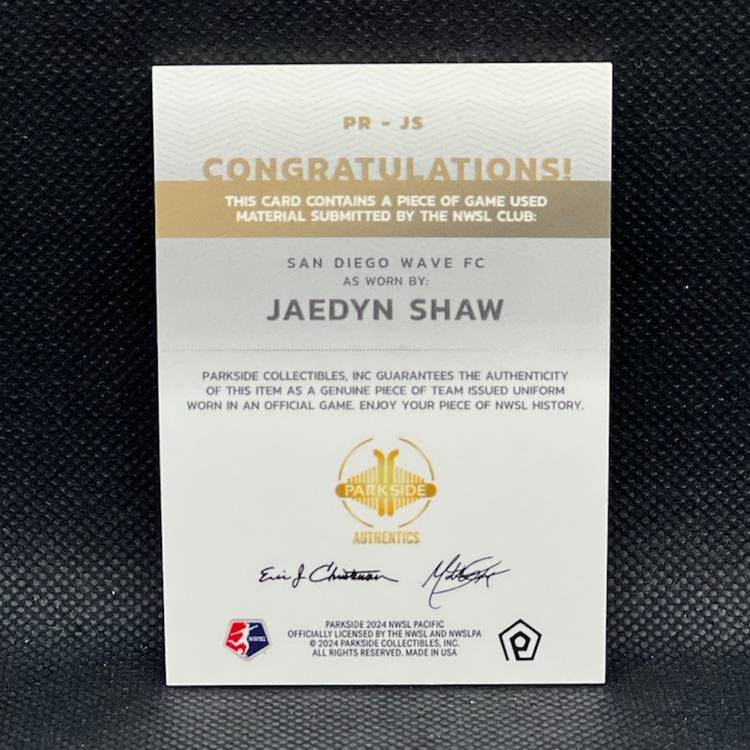 PR - JS
CONGRATULATIONS!
THIS CARD CONTAINS A PIECE OF GAME USED
MATERIAL SUBMITTED BY THE NWSL CLUB:
SAN DIEGO WAVE FC
AS WORN BY:
JAEDYN SHAW
PARKSIDE COLLECTIBLES, INC GUARANTEES THE AUTHENTICITY
OF THIS ITEM AS A GENUINE PIECE OF TEAM ISSUED UNIFORM
WORN IN AN OFFICIAL GAME. ENJOY YOUR PIECE OF NWSL HISTORY.
PARKSIDE
AUTHENTICS
NWSL
PARKSIDE 2024 NWSL PACIFIC
OFFICIALLY LICENSED BY THE NWSL AND NWSLPA
© 2024 PARKSIDE COLLECTIBLES, INC.
ALL RIGHTS RESERVED. MADE IN USA